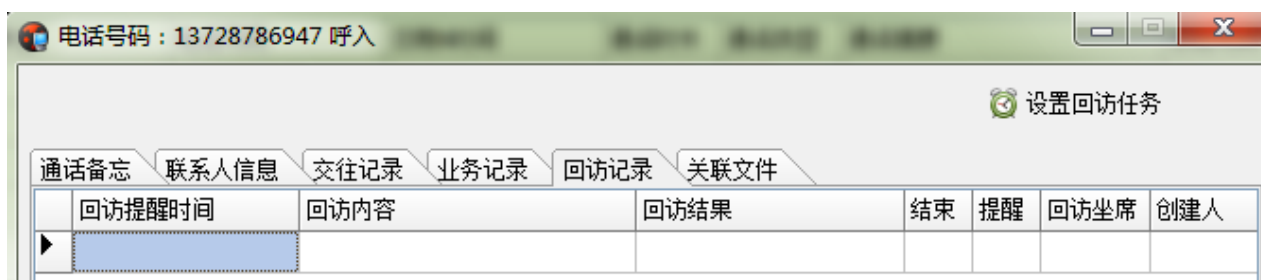 电话号码：13728786947 呼入
设置回访任务
通话备忘 联系人信息 交往记录 业务记录 回访记录 关联文件
回访提醒时间 回访内容 回访结果 结束 提醒 回访坐席 创建人